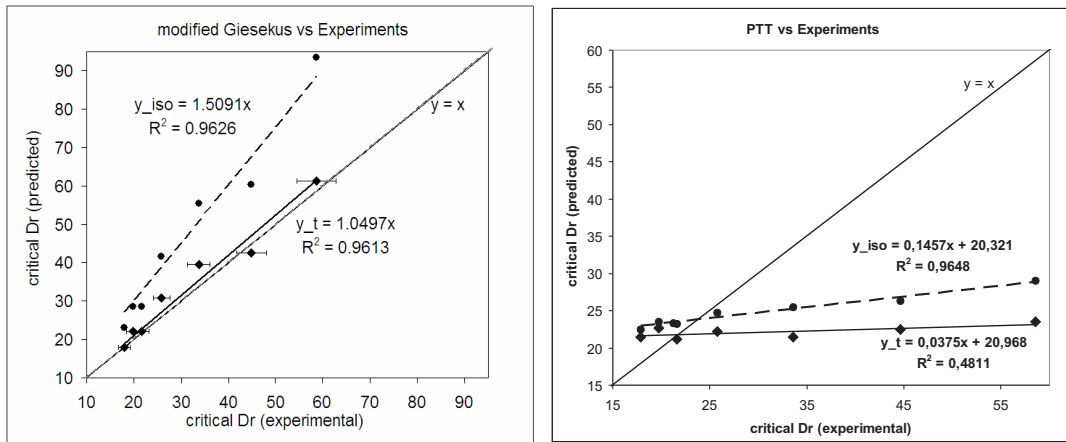 modified Giesekus vs Experiments
90
80
70
60
50
40
30
20
10
critical Dr (predicted)
y_iso = 1.5091x
R² = 0.9626
y = x
y_t = 1.0497x
R² = 0.9613
10 20 30 40 50 60 70 80 90
critical Dr (experimental)
PTT vs Experiments
60
55
50
45
40
35
30
25
20
15
critical Dr (predicted)
y = x
y_iso = 0,1457x + 20,321
R² = 0,9648
y_t = 0,0375x + 20,968
R² = 0,4811
15 25 35 45 55
critical Dr (experimental)